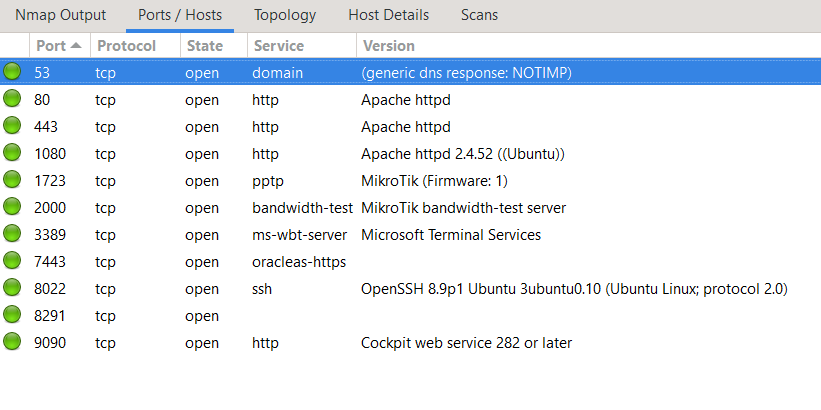 Nmap Output Ports / Hosts Topology Host Details Scans
Port Protocol State Service Version
53 tcp open domain (generic dns response: NOTIMP)
80 tcp open http Apache httpd
443 tcp open http Apache httpd
1080 tcp open http Apache httpd 2.4.52 ((Ubuntu))
1723 tcp open pptp MikroTik (Firmware: 1)
2000 tcp open bandwidth-test MikroTik bandwidth-test server
3389 tcp open ms-wbt-server Microsoft Terminal Services
7443 tcp open oracleas-https
8022 tcp open ssh OpenSSH 8.9p1 Ubuntu 3ubuntu0.10 (Ubuntu Linux; protocol 2.0)
8291 tcp open
9090 tcp open http Cockpit web service 282 or later